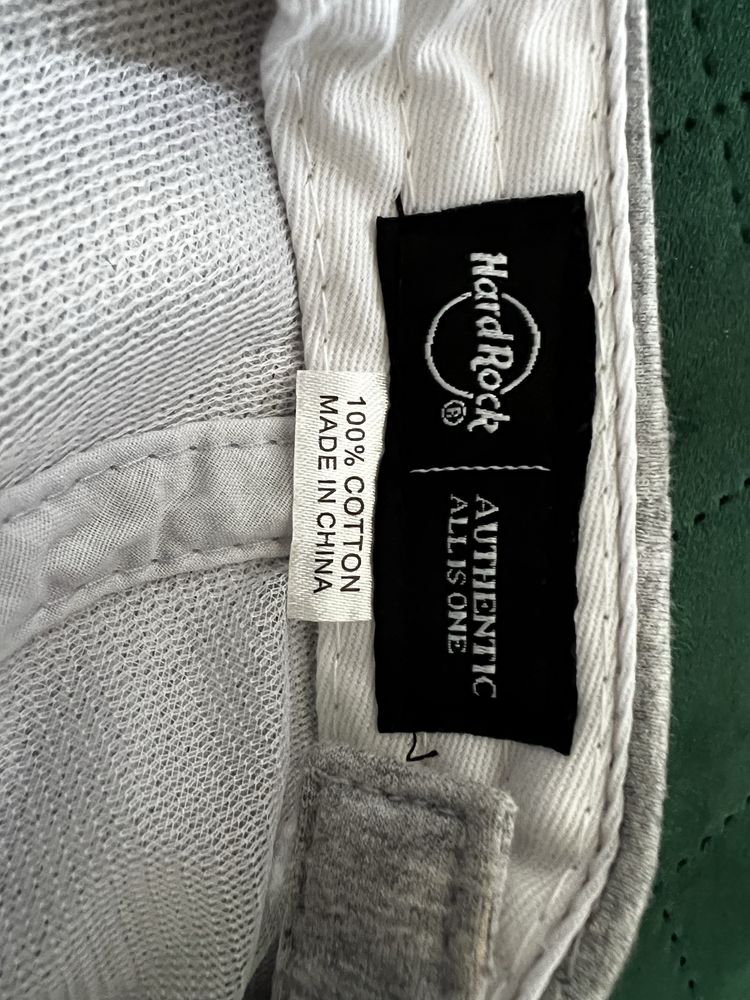 Hard Rock
®
AUTHENTIC
ALL IS ONE
100% COTTON
MADE IN CHINA